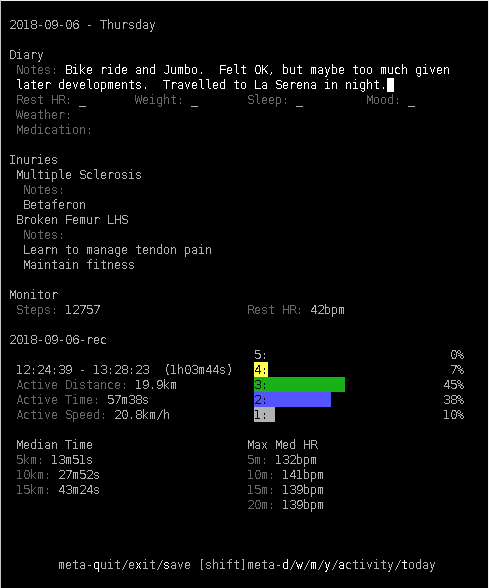 2018-09-06 - Thursday
Diary
Notes: Bike ride and Jumbo.  Felt OK, but maybe too much given
later developments.  Travelled to La Serena in night.
Rest HR: _ Weight: _ Sleep: _ Mood: _
Weather:
Medication:
Inuries
Multiple Sclerosis
Notes:
Betaferon
Broken Femur LHS
Notes:
Learn to manage tendon pain
Maintain fitness
Monitor
Steps: 12757 Rest HR: 42bpm
2018-09-06-rec
5: 0%
12:24:39 - 13:28:23  (1h03m44s) 4: 7%
Active Distance: 19.9km 3: 45%
Active Time: 57m38s 2: 38%
Active Speed: 20.8km/h 1: 10%
Median Time Max Med HR
5km: 13m51s 5m: 132bpm
10km: 27m52s 10m: 141bpm
15km: 43m24s 15m: 139bpm
20m: 139bpm
meta-quit/exit/save [shift]meta-d/w/m/y/activity/today